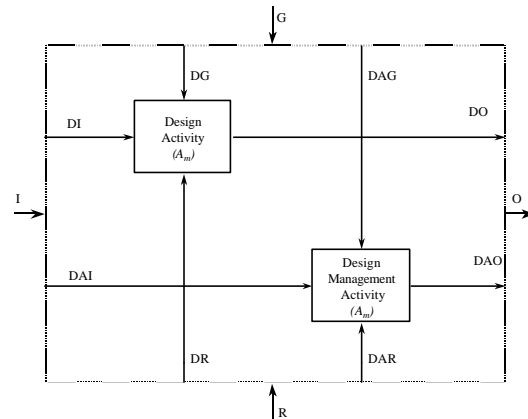 G
DG
DAG
DO
DI
Design
Activity
(Am)
I
O
DAI
Design
Management
Activity
(Am)
DAO
DR
DAR
R